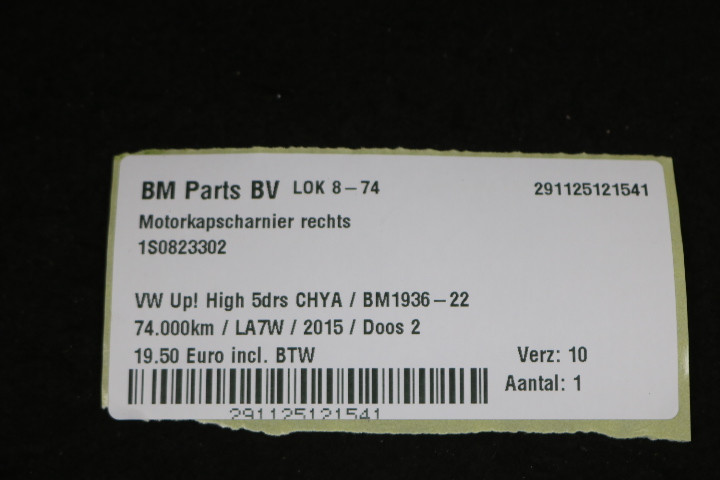 BM Parts BV LOK 8-74 291125121541
Motorkapscharnier rechts
1S0823302
VW Up! High 5drs CHYA / BM1936-22
74.000km / LA7W / 2015 / Doos 2
19.50 Euro incl. BTW Verz: 10
Aantal: 1
291125121541